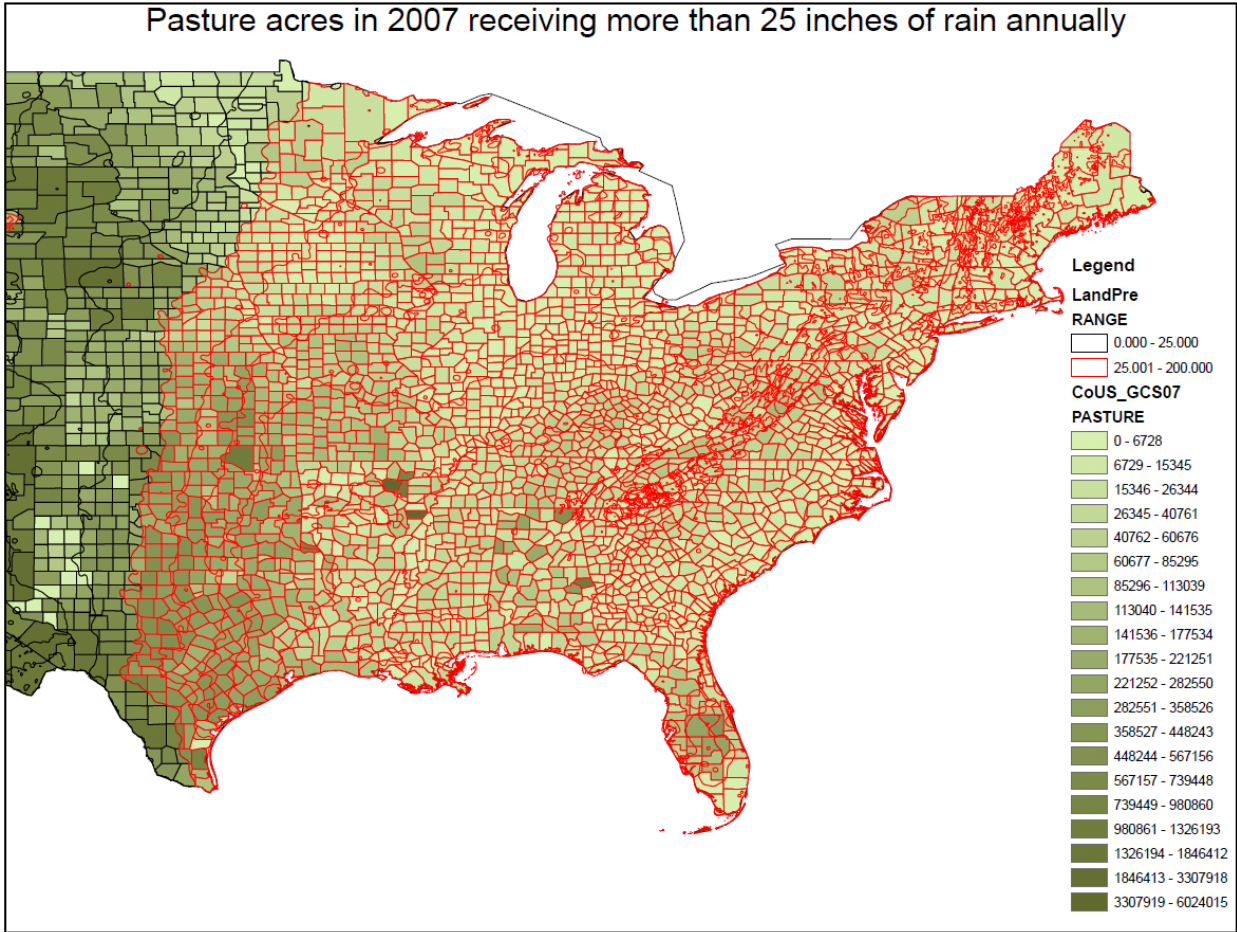 Pasture acres in 2007 receiving more than 25 inches of rain annually
Legend
LandPre
RANGE
0.000 - 25.000
25.001 - 200.000
CoUS_GCS07
PASTURE
0 - 6728
6729 - 15345
15346 - 26344
26345 - 40761
40762 - 60676
60677 - 85295
85296 - 113039
113040 - 141535
141536 - 177534
177535 - 221251
221252 - 282550
282551 - 358526
358527 - 448243
448244 - 567156
567157 - 739448
739449 - 980860
980861 - 1326193
1326194 - 1846412
1846413 - 3307918
3307919 - 6024015